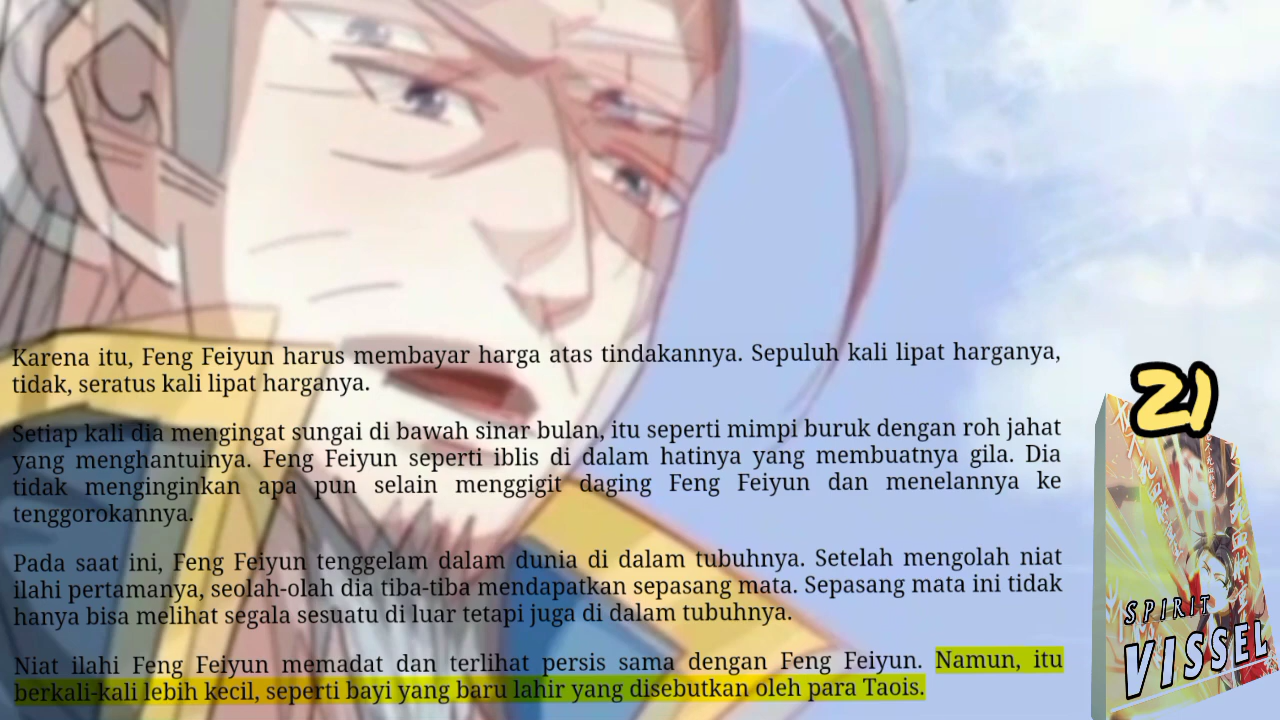 Karena itu, Feng Feiyun harus membayar harga atas tindakannya. Sepuluh kali lipat harganya,
tidak, seratus kali lipat harganya.
Setiap kali dia mengingat sungai di bawah sinar bulan, itu seperti mimpi buruk dengan roh jahat
yang menghantuinya. Feng Feiyun seperti iblis di dalam hatinya yang membuatnya gila. Dia
tidak menginginkan apa pun selain menggigit daging Feng Feiyun dan menelannya ke
tenggorokannya.
Pada saat ini, Feng Feiyun tenggelam dalam dunia di dalam tubuhnya. Setelah mengolah niat
ilahi pertamanya, seolah-olah dia tiba-tiba mendapatkan sepasang mata. Sepasang mata ini tidak
hanya bisa melihat segala sesuatu di luar tetapi juga di dalam tubuhnya.
Niat ilahi Feng Feiyun memadat dan terlihat persis sama dengan Feng Feiyun. Namun, itu
berkali-kali lebih kecil, seperti bayi yang baru lahir yang disebutkan oleh para Taois.
21
SPIRIT
VISSEL